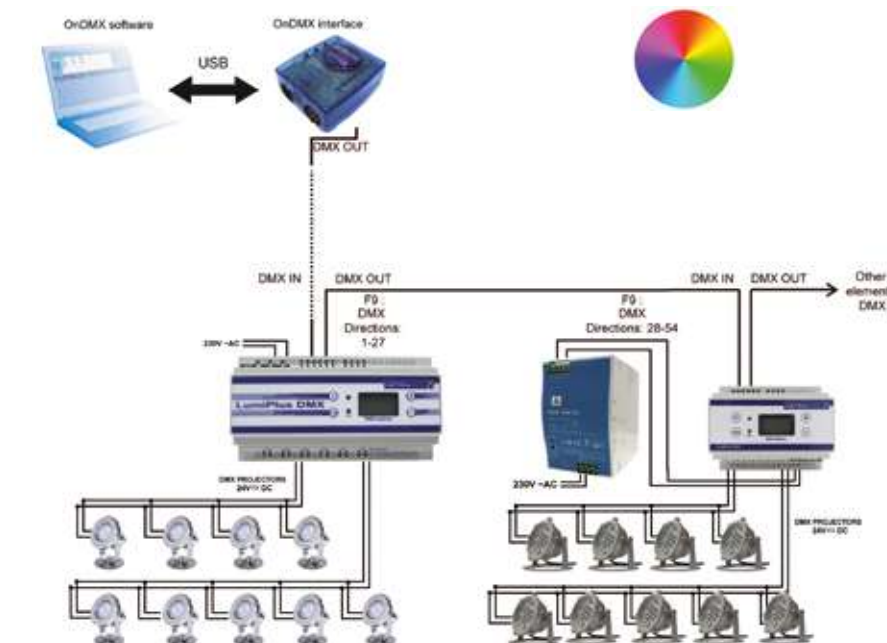 OnDMX software
OnDMX interface
USB
DMX OUT
DMX IN
DMX OUT
F9 :
DMX
Directions:
1-27
F9 :
DMX
Directions: 28-54
DMX IN
DMX OUT
Other
element
DMX
230V ~AC
LumiPlus DMX
DMX PROJECTORS
24V DC
230V ~AC
DMX PROJECTORS
24V DC